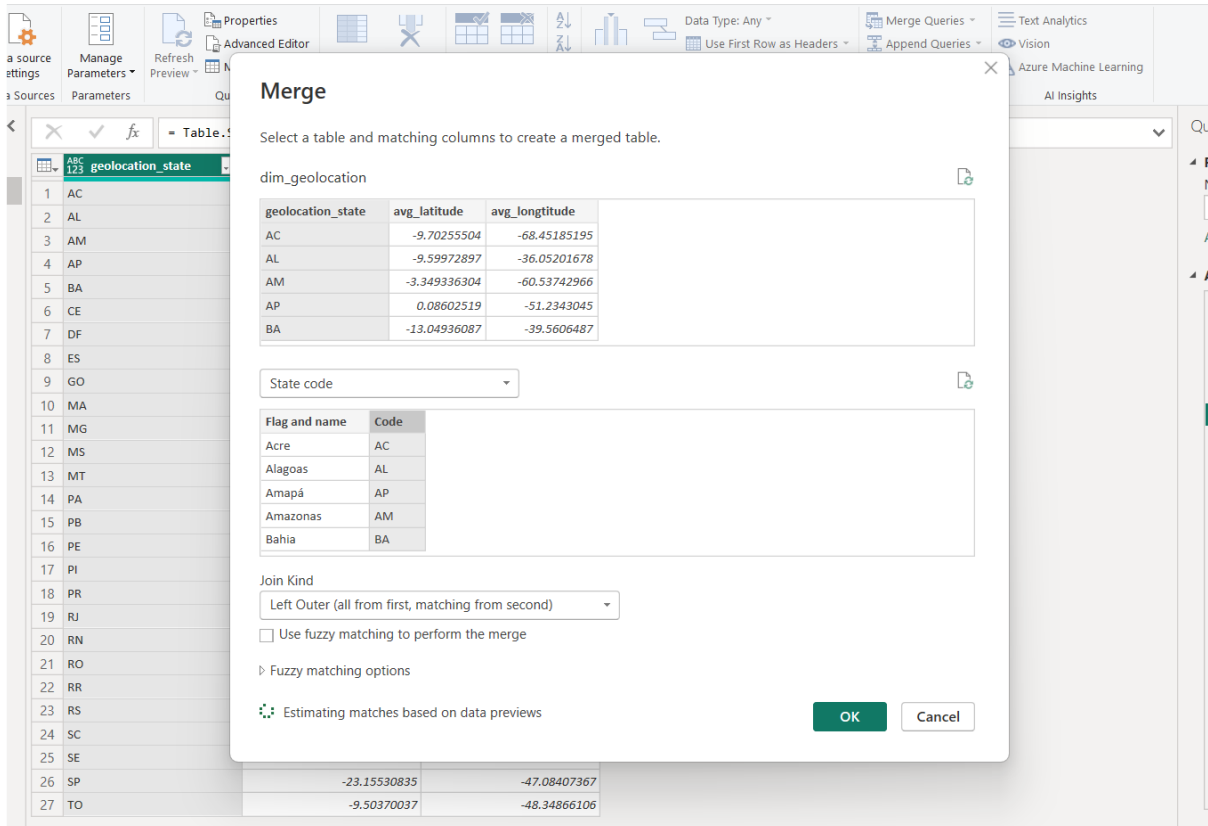 Properties
Data Type: Any
Merge Queries
Text Analytics
Advanced Editor
Use First Row as Headers
Append Queries
Vision
a source
ettings
Manage
Parameters
Refresh
Preview
Azure Machine Learning
a Sources
Parameters
Qu
AI Insights
fx
= Table.S
Qu
ABC
123
geolocation_state
1 AC
2 AL
3 AM
4 AP
5 BA
6 CE
7 DF
8 ES
9 GO
10 MA
11 MG
12 MS
13 MT
14 PA
15 PB
16 PE
17 PI
18 PR
19 RJ
20 RN
21 RO
22 RR
23 RS
24 SC
25 SE
26 SP -23.15530835 -47.08407367
27 TO -9.50370037 -48.34866106
Merge
Select a table and matching columns to create a merged table.
dim_geolocation
geolocation_state avg_latitude avg_longtitude
AC -9.70255504 -68.45185195
AL -9.59972897 -36.05201678
AM -3.349336304 -60.53742966
AP 0.08602519 -51.2343045
BA -13.04936087 -39.5606487
State code
Flag and name Code
Acre AC
Alagoas AL
Amapá AP
Amazonas AM
Bahia BA
Join Kind
Left Outer (all from first, matching from second)
Use fuzzy matching to perform the merge
Fuzzy matching options
Estimating matches based on data previews
OK
Cancel